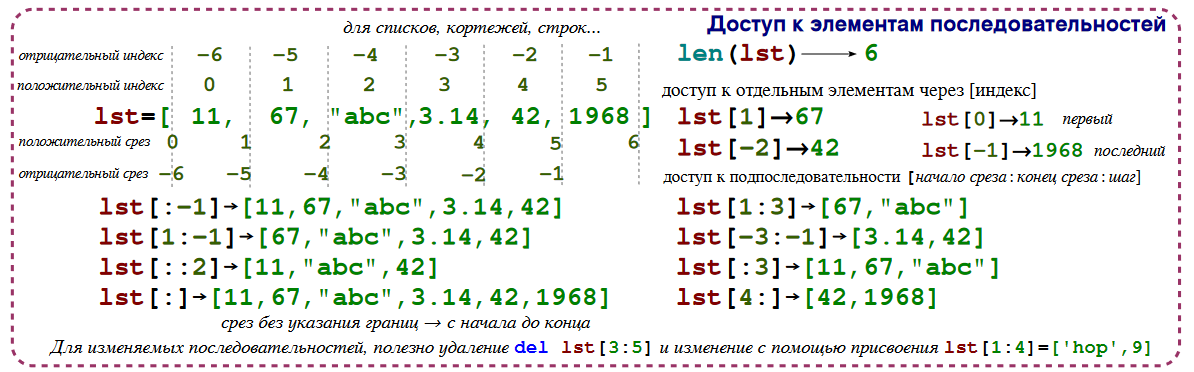 для списков, кортежей, строк...
Доступ к элементам последовательностей
отрицательный индекс −6 −5 −4 −3 −2 −1
len(lst)⟶6
положительный индекс 0 1 2 3 4 5
доступ к отдельным элементам через [индекс]
lst=[ 11, 67, "abc",3.14, 42, 1968 ]
lst[1]→67 lst[0]→11 первый
положительный срез 0 1 2 3 4 5 6
lst[−2]→42 lst[−1]→1968 последний
отрицательный срез −6 −5 −4 −3 −2 −1
доступ к подпоследовательности [начало среза:конец среза:шаг]
lst[:−1]→[11,67,"abc",3.14,42]
lst[1:−1]→[67,"abc",3.14,42]
lst[::2]→[11,"abc",42]
lst[:]→[11,67,"abc",3.14,42,1968]
срез без указания границ → с начала до конца
lst[1:3]→[67,"abc"]
lst[−3:−1]→[3.14,42]
lst[:3]→[11,67,"abc"]
lst[4:]→[42,1968]
Для изменяемых последовательностей, полезно удаление del lst[3:5] и изменение с помощью присвоения lst[1:4]=['hop',9]